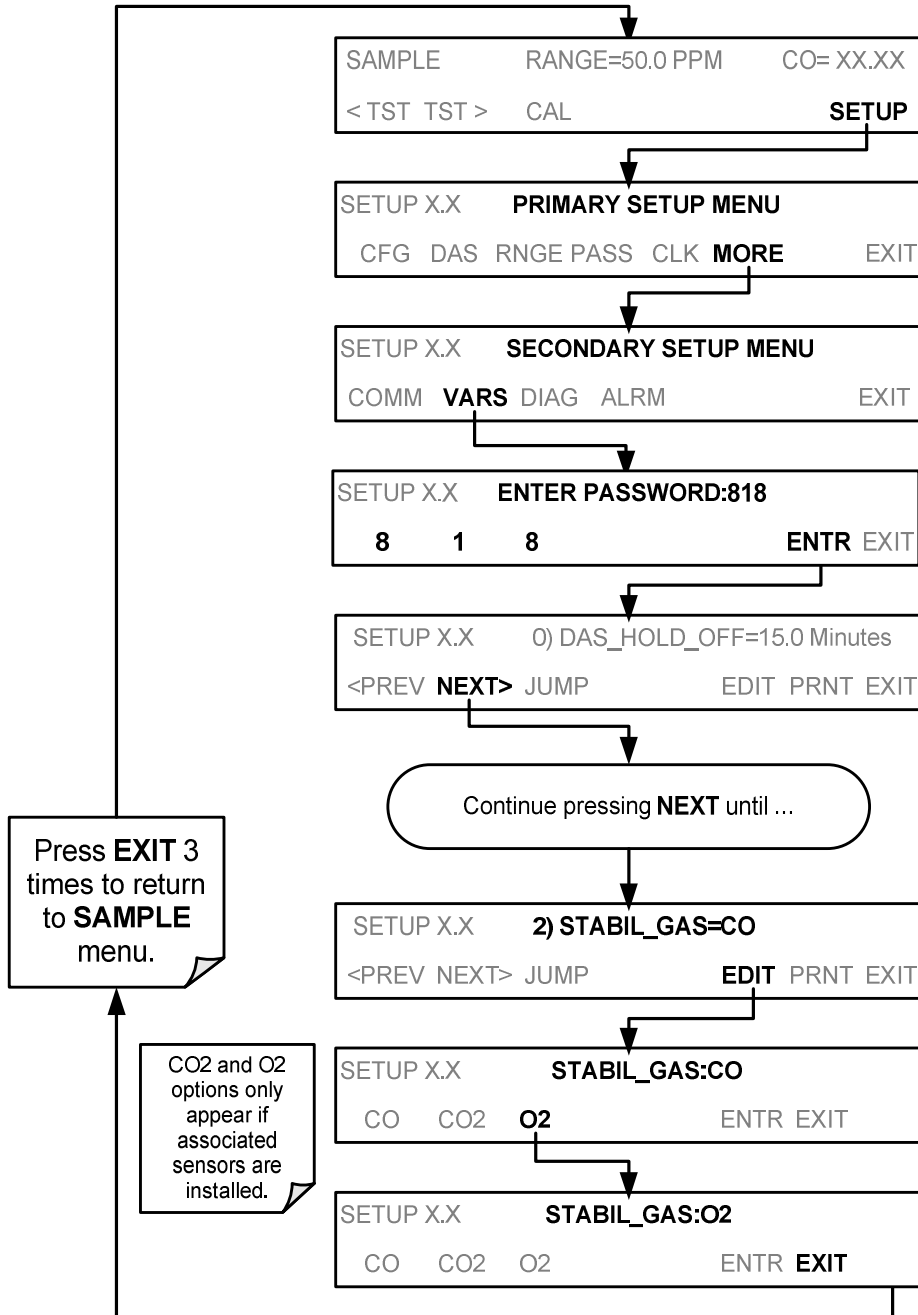 SAMPLE RANGE=50.0 PPM CO= XX.XX
< TST TST > CAL SETUP
SETUP X.X PRIMARY SETUP MENU
CFG DAS RNGE PASS CLK MORE EXIT
SETUP X.X SECONDARY SETUP MENU
COMM VARS DIAG ALRM EXIT
SETUP X.X ENTER PASSWORD:818
8 1 8 ENTR EXIT
SETUP X.X 0) DAS_HOLD_OFF=15.0 Minutes
<PREV NEXT> JUMP EDIT PRNT EXIT
Continue pressing NEXT until ...
Press EXIT 3
times to return
to SAMPLE
menu.
SETUP X.X 2) STABIL_GAS=CO
<PREV NEXT> JUMP EDIT PRNT EXIT
CO2 and O2
options only
appear if
associated
sensors are
installed.
SETUP X.X STABIL_GAS:CO
CO CO2 O2 ENTR EXIT
SETUP X.X STABIL_GAS:O2
CO CO2 O2 ENTR EXIT